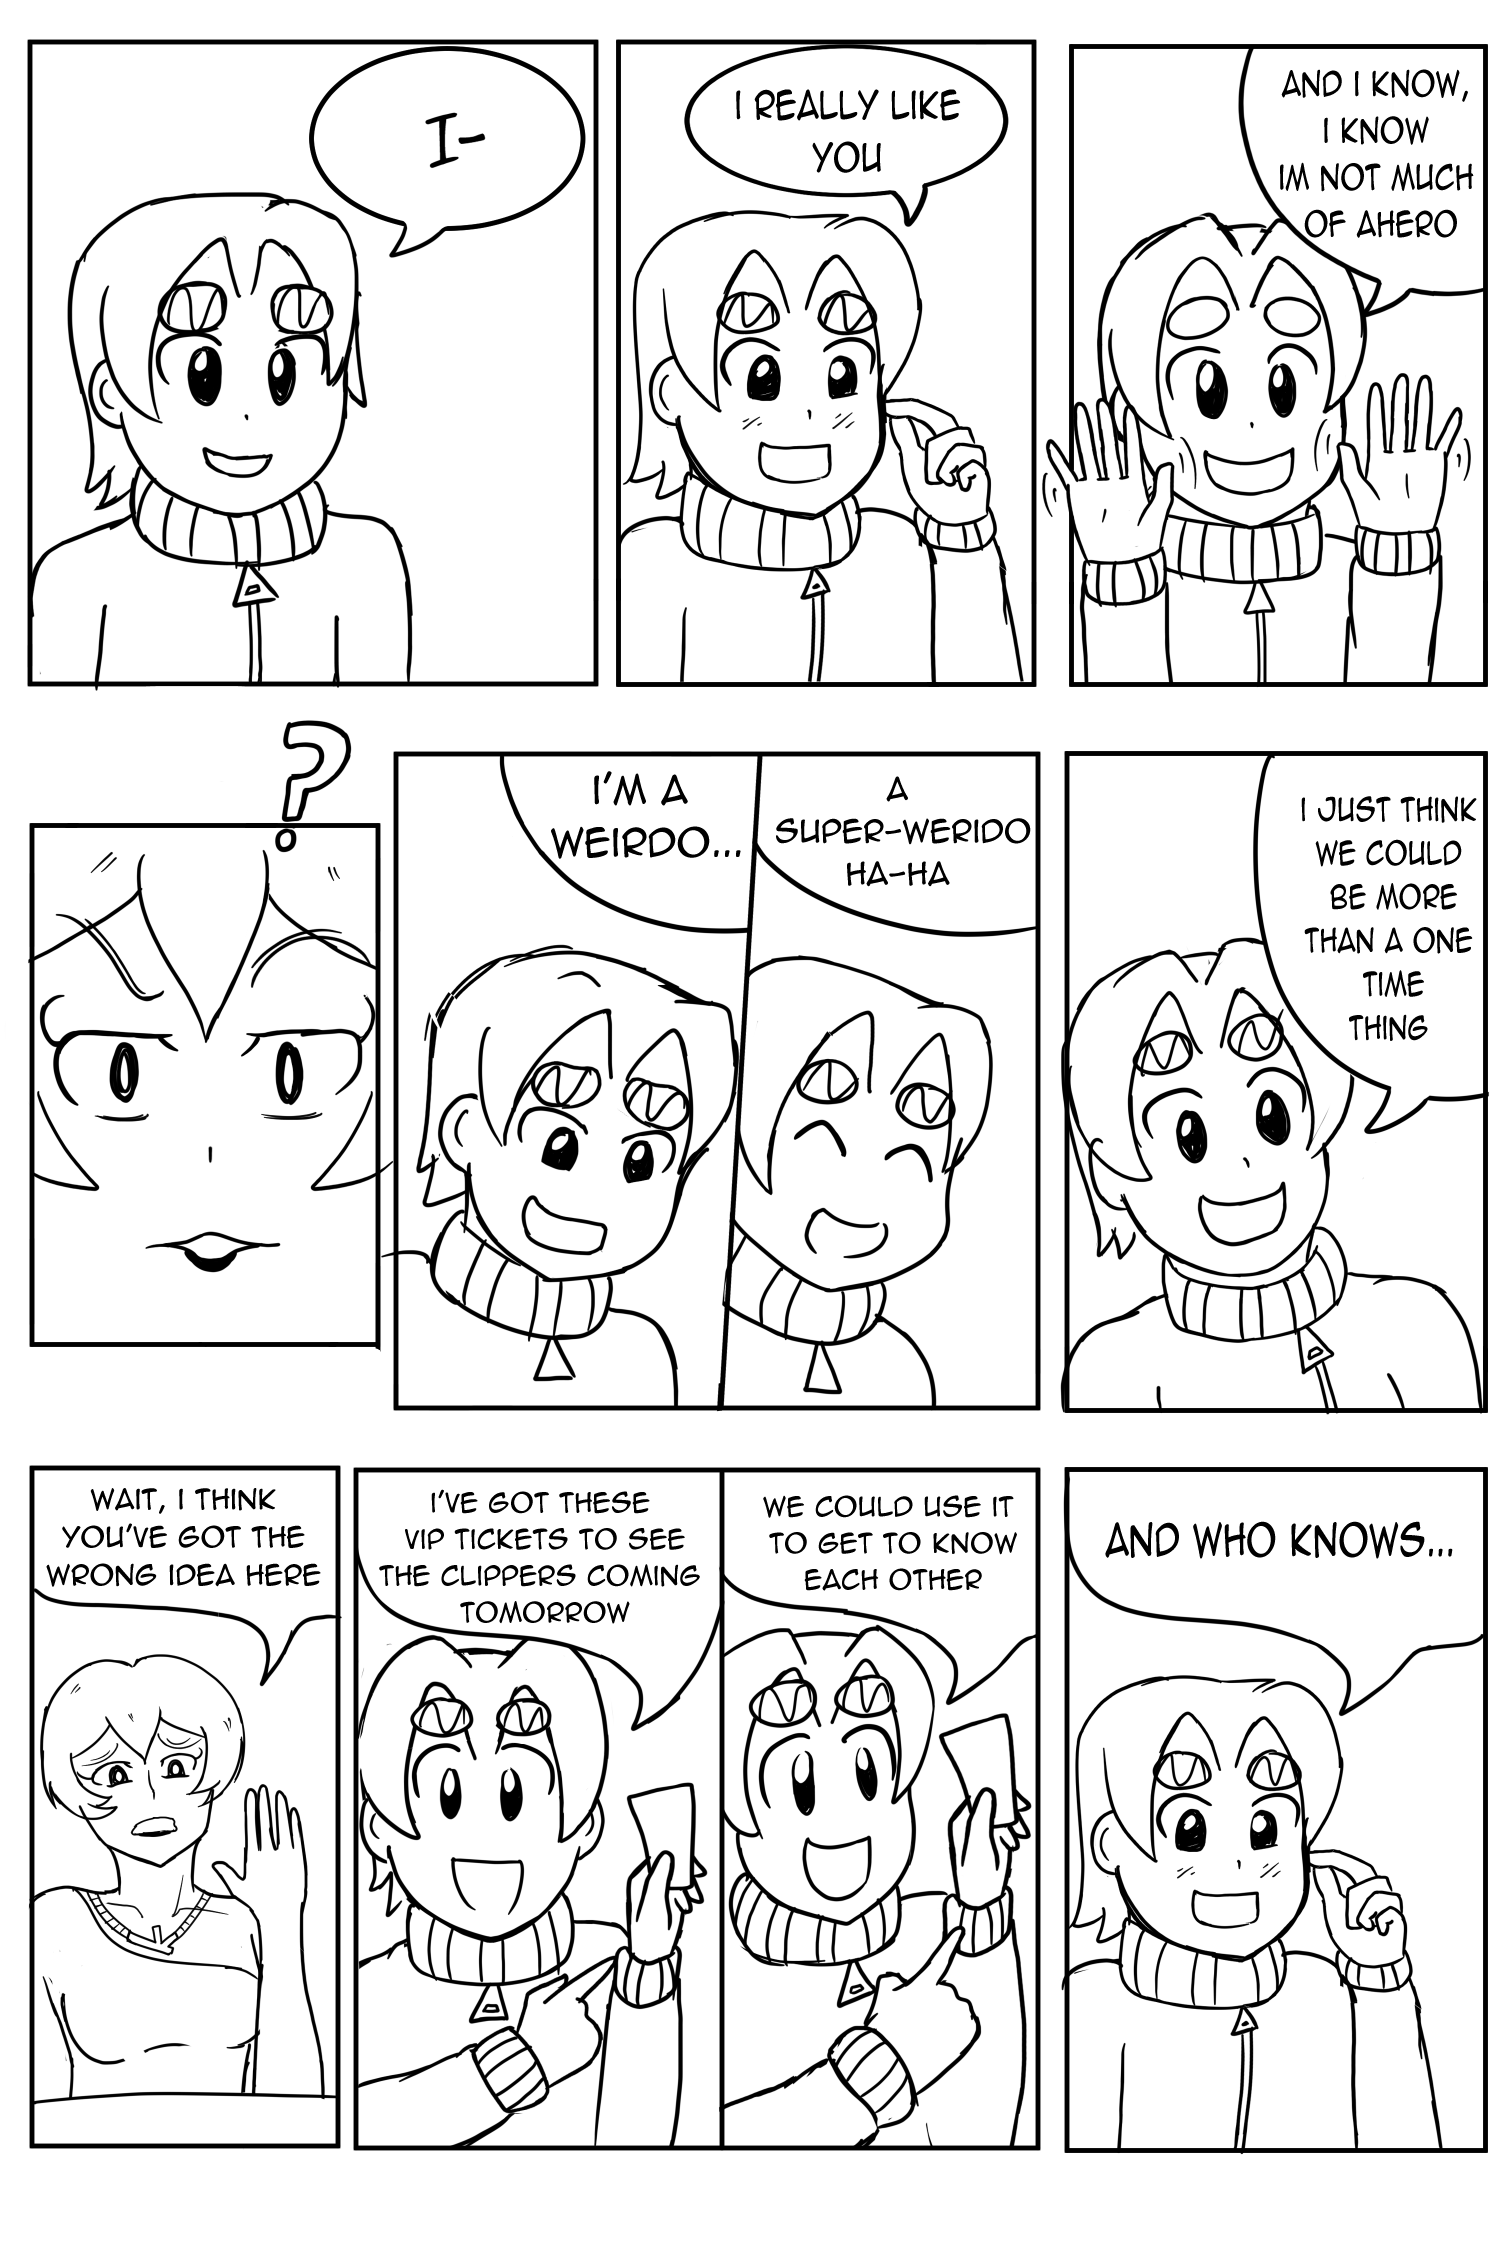 I-
I REALLY LIKE
YOU
AND I KNOW,
I KNOW
IM NOT MUCH
OF AHERO
?
I'M A
WEIRDO...
A
SUPER-WERIDO
HA-HA
I JUST THINK
WE COULD
BE MORE
THAN A ONE
TIME
THING
WAIT, I THINK
YOU'VE GOT THE
WRONG IDEA HERE
I'VE GOT THESE
VIP TICKETS TO SEE
THE CLIPPERS COMING
TOMORROW
WE COULD USE IT
TO GET TO KNOW
EACH OTHER
AND WHO KNOWS...